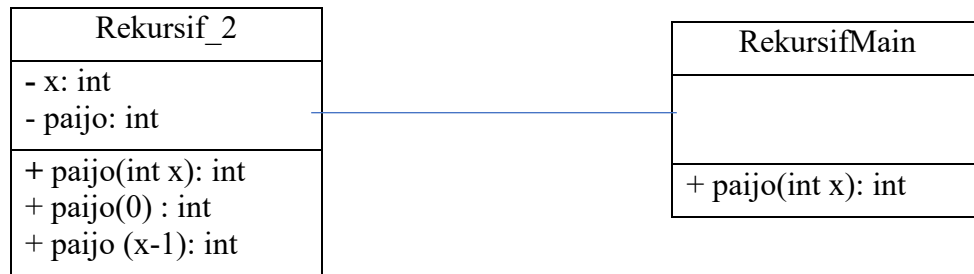 Rekursif_2
- x: int
- paijo: int
+ paijo(int x): int
+ paijo(0) : int
+ paijo (x-1): int
RekursifMain
+ paijo(int x): int